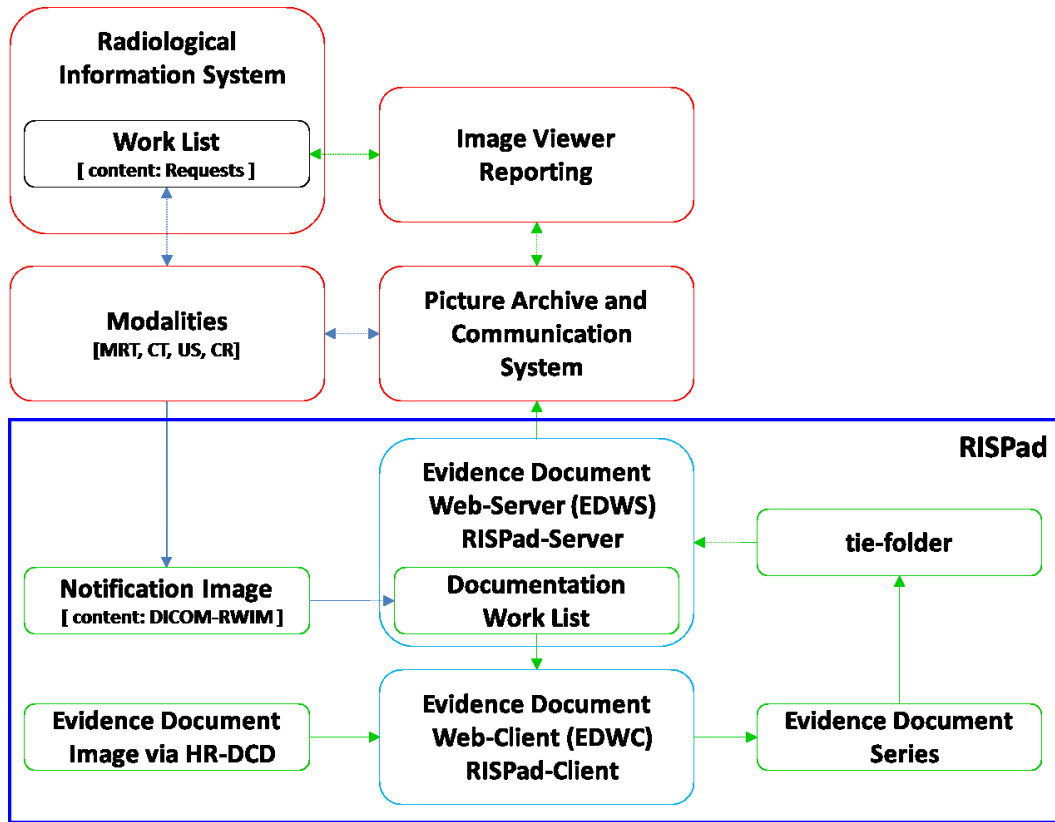 Radiological
Information System
Work List
[ content: Requests ]
Image Viewer
Reporting
Modalities
[MRT, CT, US, CR]
Picture Archive and
Communication
System
RISPad
Evidence Document
Web-Server (EDWS)
RISPad-Server
tie-folder
Notification Image
[ content: DICOM-RWIM ]
Documentation
Work List
Evidence Document
Image via HR-DCD
Evidence Document
Web-Client (EDWC)
RISPad-Client
Evidence Document
Series